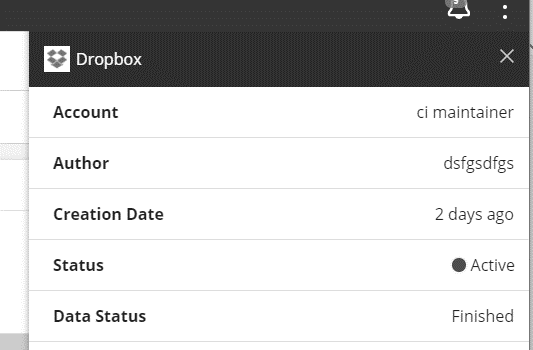 Dropbox
Account ci maintainer
Author dsfgsdfgs
Creation Date 2 days ago
Status Active
Data Status Finished